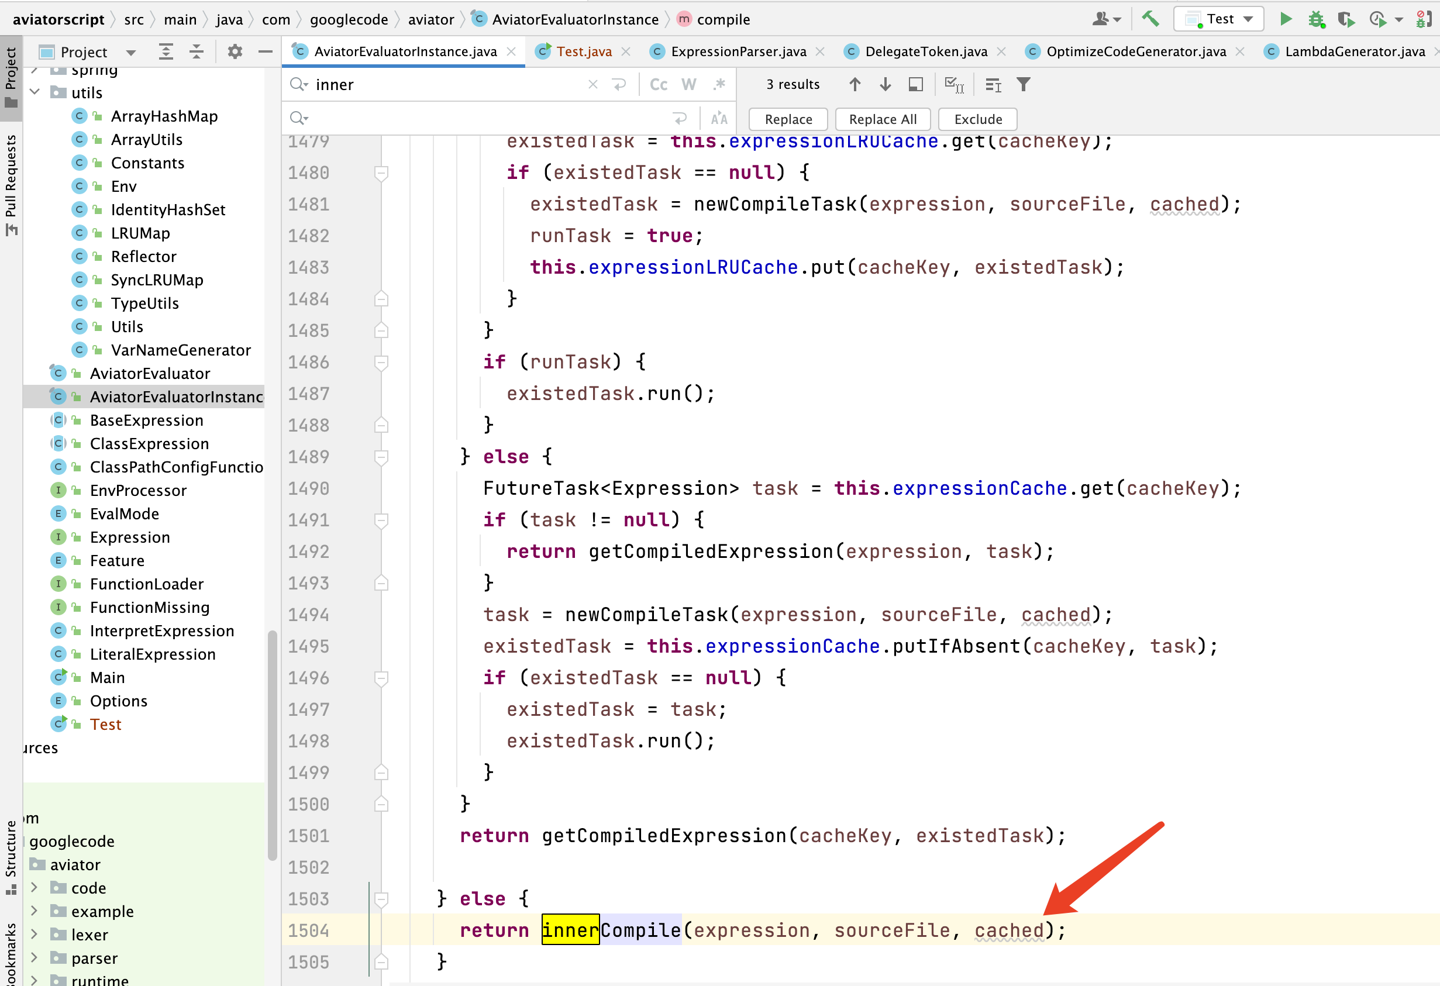 aviatorscript > src > main > java > com > googlecode > aviator > AviatorEvaluatorInstance > compile
Test
Project
AviatorEvaluatorInstance.java
Test.java
ExpressionParser.java
DelegateToken.java
OptimizeCodeGenerator.java
LambdaGenerator.java
inner
Cc
W
.*
3 results
Replace
Replace All
Exclude
Project
Pull Requests
Structure
ookmarks
spring
utils
ArrayHashMap
ArrayUtils
Constants
Env
IdentityHashSet
LRUMap
Reflector
SyncLRUMap
TypeUtils
Utils
VarNameGenerator
AviatorEvaluator
AviatorEvaluatorInstanc
BaseExpression
ClassExpression
ClassPathConfigFunctio
EnvProcessor
EvalMode
Expression
Feature
FunctionLoader
FunctionMissing
InterpretExpression
LiteralExpression
Main
Options
Test
urces
om
googlecode
aviator
code
example
lexer
parser
runtime
1479 existedTask = this.expressionLRUCache.get(cacheKey);
1480 if (existedTask == null) {
1481 existedTask = newCompileTask(expression, sourceFile, cached);
1482 runTask = true;
1483 this.expressionLRUCache.put(cacheKey, existedTask);
1484 }
1485 }
1486 if (runTask) {
1487 existedTask.run();
1488 }
1489 } else {
1490 FutureTask<Expression> task = this.expressionCache.get(cacheKey);
1491 if (task != null) {
1492 return getCompiledExpression(expression, task);
1493 }
1494 task = newCompileTask(expression, sourceFile, cached);
1495 existedTask = this.expressionCache.putIfAbsent(cacheKey, task);
1496 if (existedTask == null) {
1497 existedTask = task;
1498 existedTask.run();
1499 }
1500 }
1501 return getCompiledExpression(cacheKey, existedTask);
1502
1503 } else {
1504 return innerCompile(expression, sourceFile, cached);
1505 }